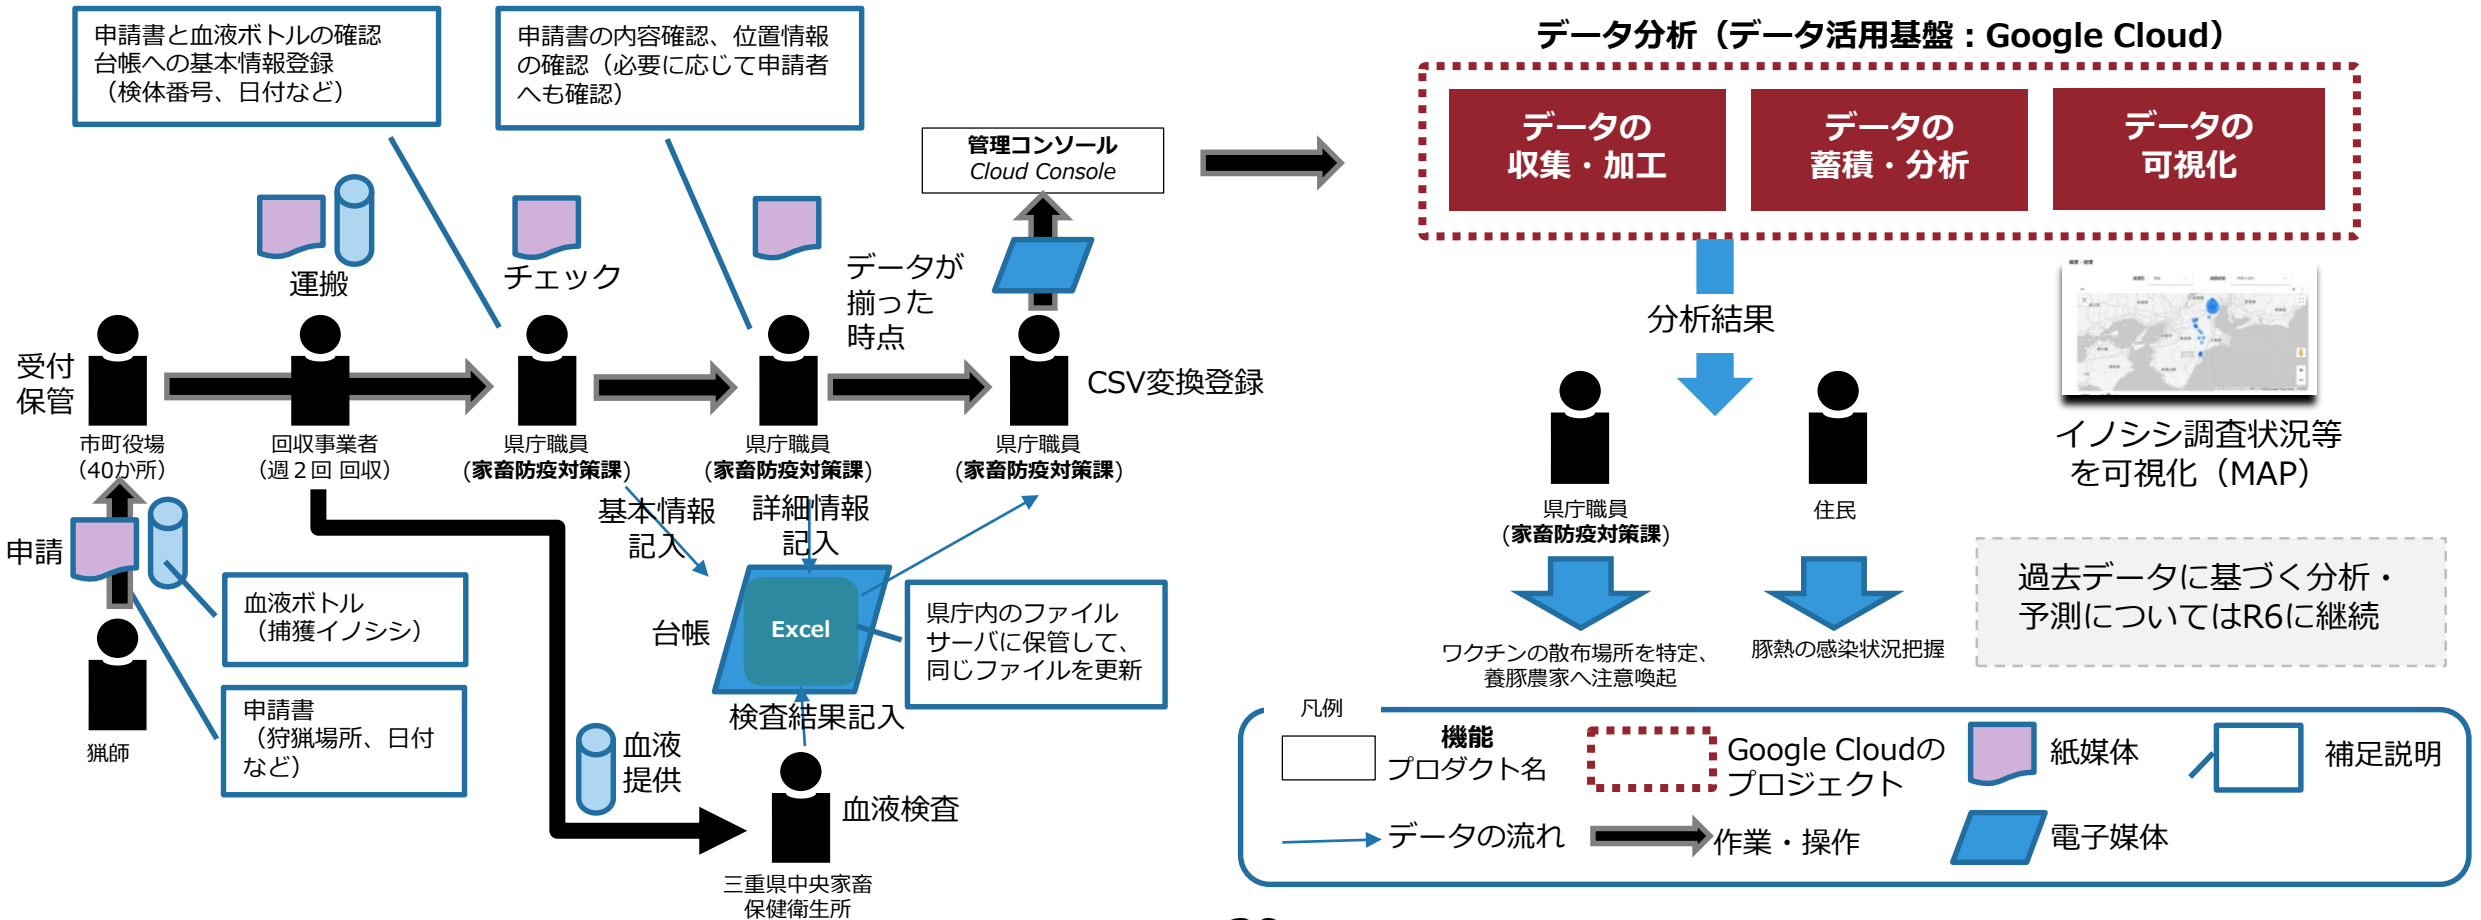 申請書と血液ボトルの確認
台帳への基本情報登録
（検体番号、日付など）
申請書の内容確認、位置情報
の確認（必要に応じて申請者
へも確認）
管理コンソール
Cloud Console
運搬
チェック
データが
揃った
時点
受付
保管
CSV変換登録
市町役場
（40か所）
回収事業者
（週２回 回収）
県庁職員
(家畜防疫対策課)
県庁職員
(家畜防疫対策課)
県庁職員
(家畜防疫対策課)
申請
基本情報
記入
詳細情報
記入
血液ボトル
（捕獲イノシシ）
台帳
Excel
県庁内のファイル
サーバに保管して、
同じファイルを更新
申請書
（狩猟場所、日付
など）
猟師
検査結果記入
血液
提供
血液検査
三重県中央家畜
保健衛生所
データ分析（データ活用基盤：Google Cloud）
データの
収集・加工
データの
蓄積・分析
データの
可視化
分析結果
イノシシ調査状況等
を可視化（MAP）
県庁職員
(家畜防疫対策課)
住民
ワクチンの散布場所を特定、
養豚農家へ注意喚起
豚熱の感染状況把握
過去データに基づく分析・
予測についてはR6に継続
凡例
機能
プロダクト名
Google Cloudの
プロジェクト
紙媒体
補足説明
データの流れ
作業・操作
電子媒体